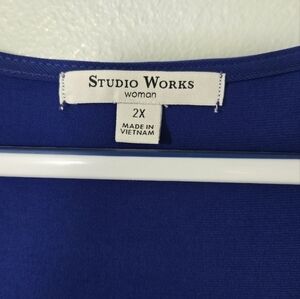 STUDIO WORKS
woman
2X
MADE IN
VIETNAM